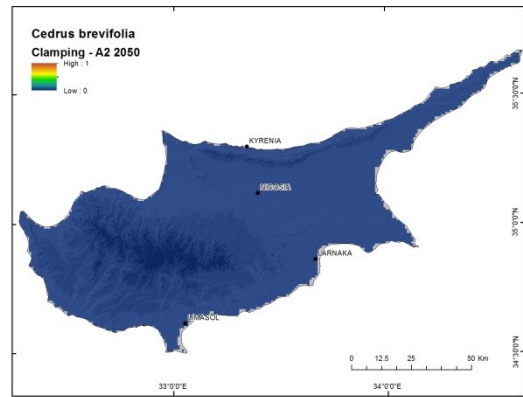 Cedrus brevifolia
Clamping - A2 2050
High : 1
Low : 0
KYRENIA
NICOSIA
LARNAKA
LIMASOL
35°30'0"N
35°0'0"N
34°30'0"N
0 12.5 25 50 Km
33°0'0"E 34°0'0"E